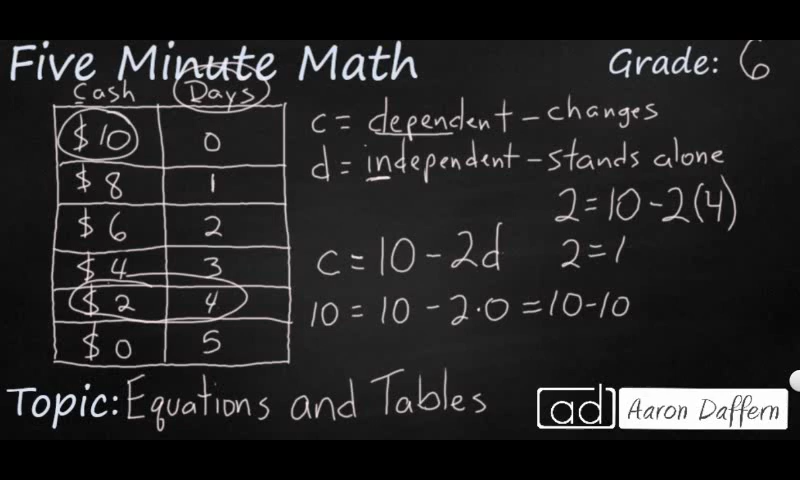 Five Minute Math
Grade: 6
Cash Days
$10 0
$8 1
$6 2
$4 3
$2 4
$0 5
c = dependent - changes
d = independent - stands alone
2 = 10 - 2(4)
c = 10 - 2d
2 = 1
10 = 10 - 2·0 = 10-10
Topic: Equations and Tables
ad Aaron Daffern